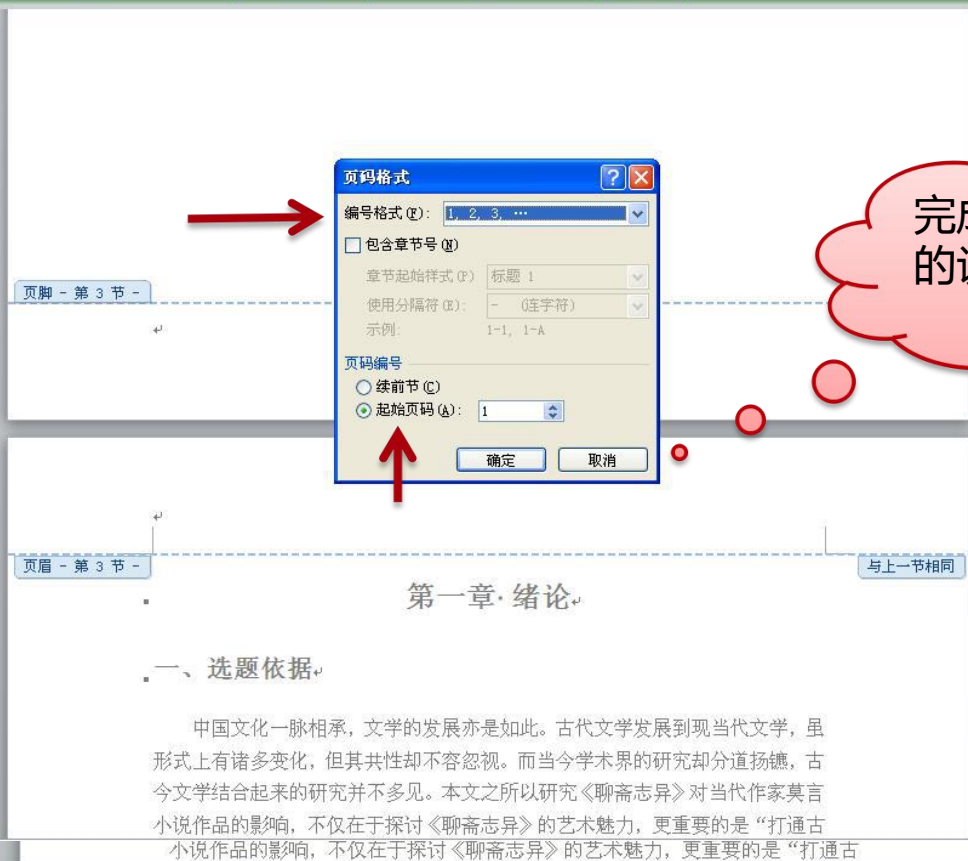 页码格式
编号格式(F): 1, 2, 3, …
包含章节号(N)
章节起始样式(P) 标题 1
使用分隔符(E): - (连字符)
示例: 1-1, 1-A
页码编号
续前节(C)
起始页码(A): 1
确定 取消
完成
的
页脚 - 第 3 节 -
页眉 - 第 3 节 -
与上一节相同
第一章·绪论
一、选题依据
中国文化一脉相承，文学的发展亦是如此。古代文学发展到现当代文学，虽
形式上有诸多变化，但其共性却不容忽视。而当今学术界的研究却分道扬镳，古
今文学结合起来的研究并不多见。本文之所以研究《聊斋志异》对当代作家莫言
小说作品的影响，不仅在于探讨《聊斋志异》的艺术魅力，更重要的是“打通古
小说作品的影响，不仅在于探讨《聊斋志异》的艺术魅力，更重要的是“打通古